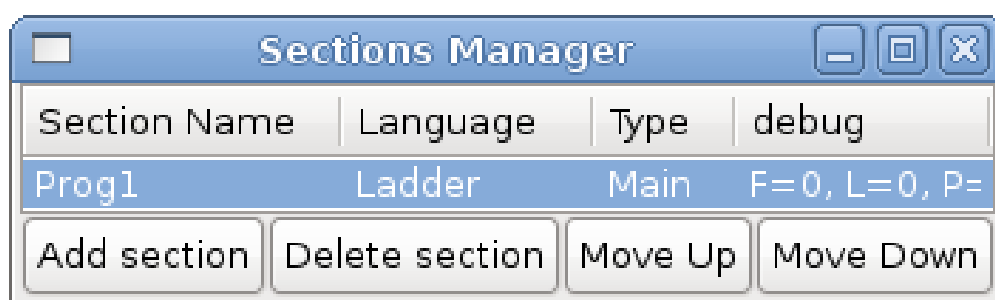 Sections Manager
Section Name Language Type debug
Prog1 Ladder Main F=0, L=0, P=
Add section Delete section Move Up Move Down